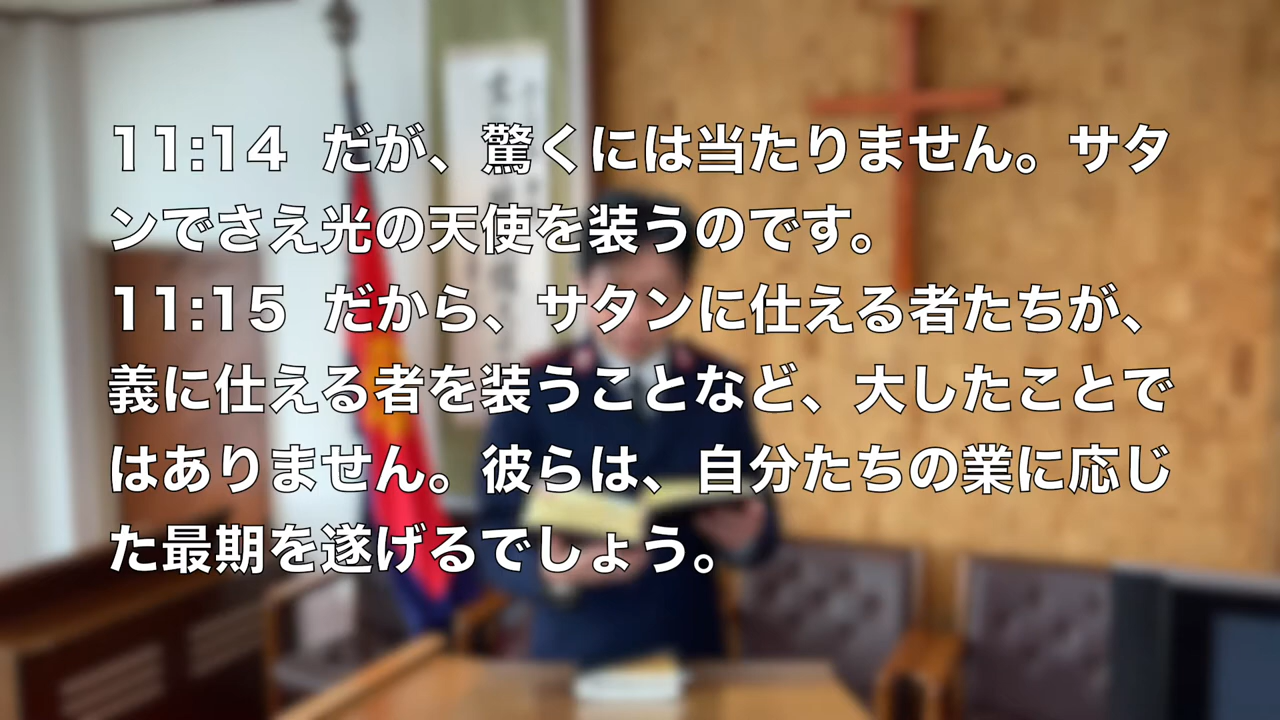 11:14 だが、驚くには当たりません。サタ
ンでさえ光の天使を装うのです。
11:15 だから、サタンに仕える者たちが、
義に仕える者を装うことなど、大したことで
はありません。彼らは、自分たちの業に応じ
た最期を遂げるでしょう。